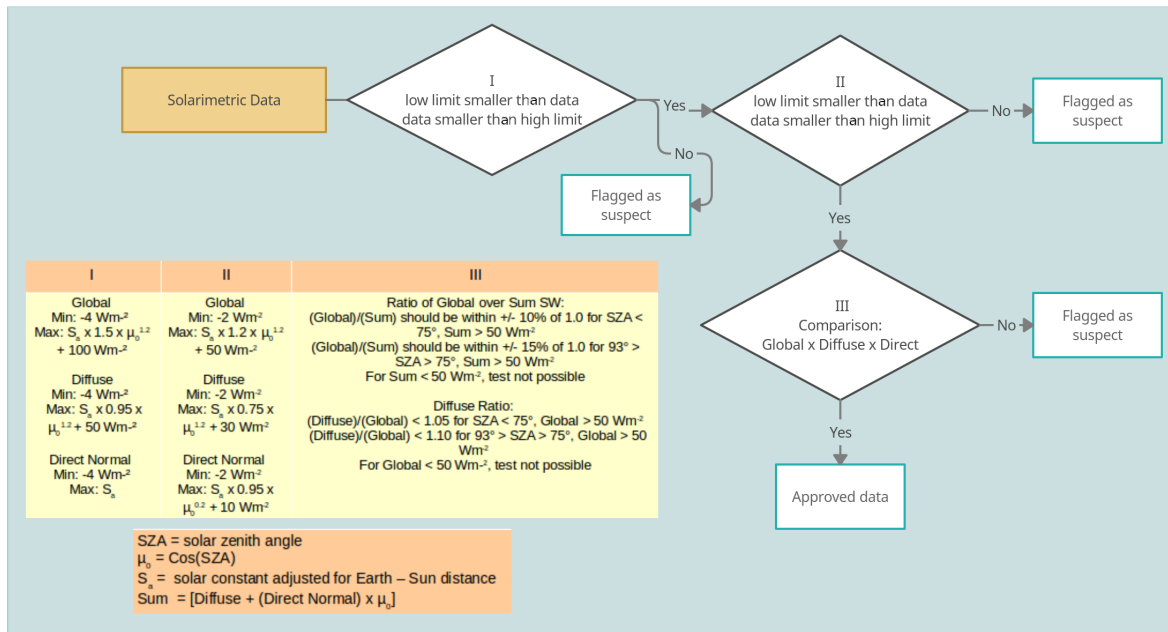 Solarimetric Data
I
low limit smaller than data
data smaller than high limit
Yes
II
low limit smaller than data
data smaller than high limit
No
Flagged as
suspect
No
Flagged as
suspect
Yes
III
Comparison:
Global x Diffuse x Direct
No
Flagged as
suspect
Yes
Approved data
I
Global
Min: -4 Wm-²
Max: Sₐ x 1.5 x µ₀¹·²
+ 100 Wm-²
Diffuse
Min: -4 Wm-²
Max: Sₐ x 0.95 x
µ₀¹·² + 50 Wm-²
Direct Normal
Min: -4 Wm-²
Max: Sₐ
II
Global
Min: -2 Wm⁻²
Max: Sₐ x 1.2 x µ₀¹·²
+ 50 Wm-²
Diffuse
Min: -2 Wm⁻²
Max: Sₐ x 0.75 x
µ₀¹·² + 30 Wm⁻²
Direct Normal
Min: -2 Wm⁻²
Max: Sₐ x 0.95 x
µ₀⁰·² + 10 Wm⁻²
III
Ratio of Global over Sum SW:
(Global)/(Sum) should be within +/- 10% of 1.0 for SZA <
75°, Sum > 50 Wm⁻²
(Global)/(Sum) should be within +/- 15% of 1.0 for 93° >
SZA > 75°, Sum > 50 Wm⁻²
For Sum < 50 Wm⁻², test not possible
Diffuse Ratio:
(Diffuse)/(Global) < 1.05 for SZA < 75°, Global > 50 Wm⁻²
(Diffuse)/(Global) < 1.10 for 93° > SZA > 75°, Global > 50
Wm⁻²
For Global < 50 Wm-², test not possible
SZA = solar zenith angle
µ₀ = Cos(SZA)
Sₐ = solar constant adjusted for Earth – Sun distance
Sum = [Diffuse + (Direct Normal) x µ₀]